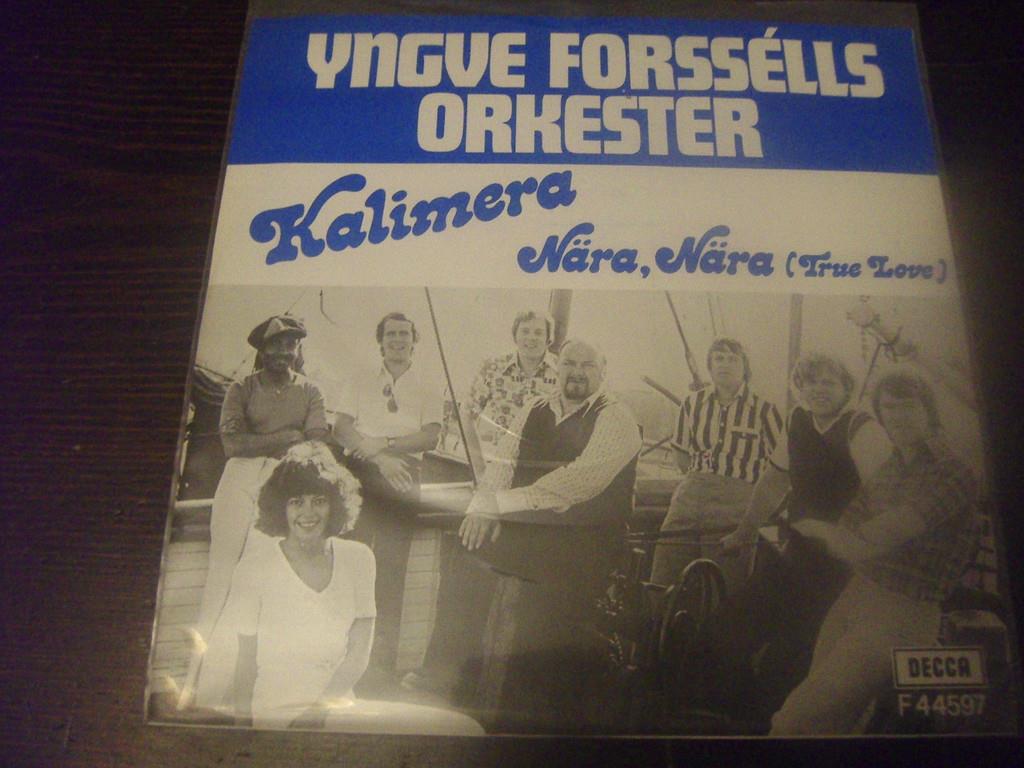 YNGVE FORSSÉLLS
ORKESTER
Kalimera
Nära, Nära (True Love)
DECCA
F 44597